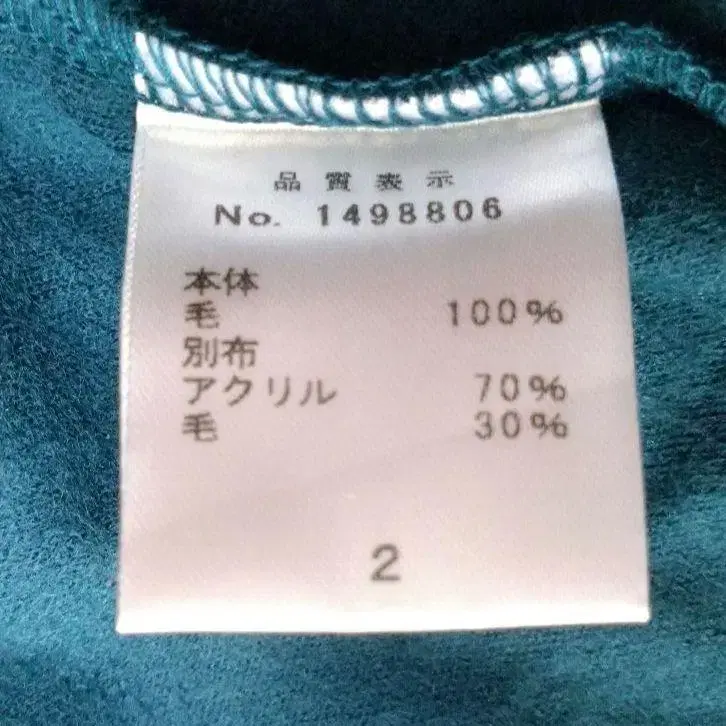 品質表示
No. 1498806
本体
毛 100%
別布
アクリル 70%
毛 30%
2